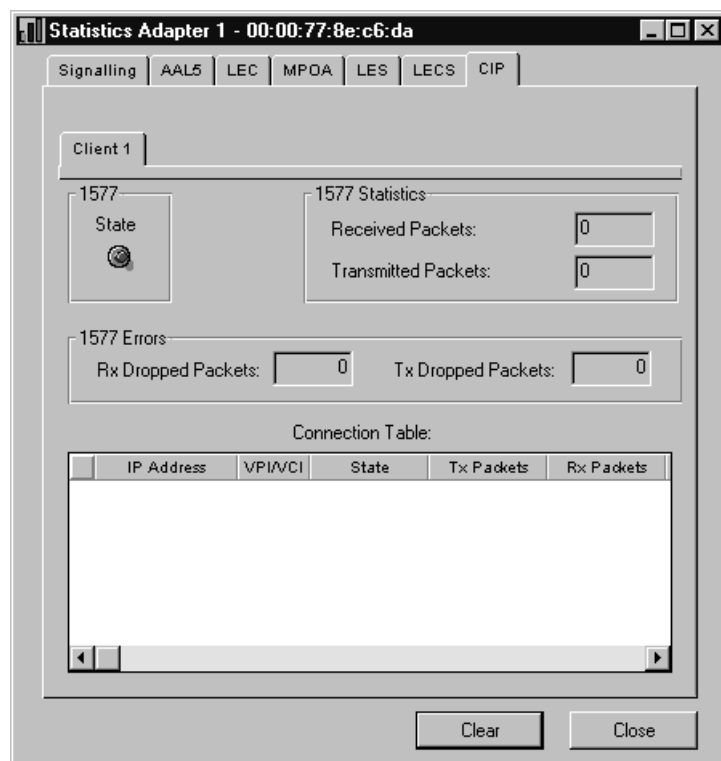 Statistics Adapter 1 - 00:00:77:8e:c6:da
Signalling AAL5 LEC MPOA LES LECS CIP
Client 1
1577
State
1577 Statistics
Received Packets: 0
Transmitted Packets: 0
1577 Errors
Rx Dropped Packets: 0 Tx Dropped Packets: 0
Connection Table:
IP Address VPI/VCI State Tx Packets Rx Packets
Clear Close